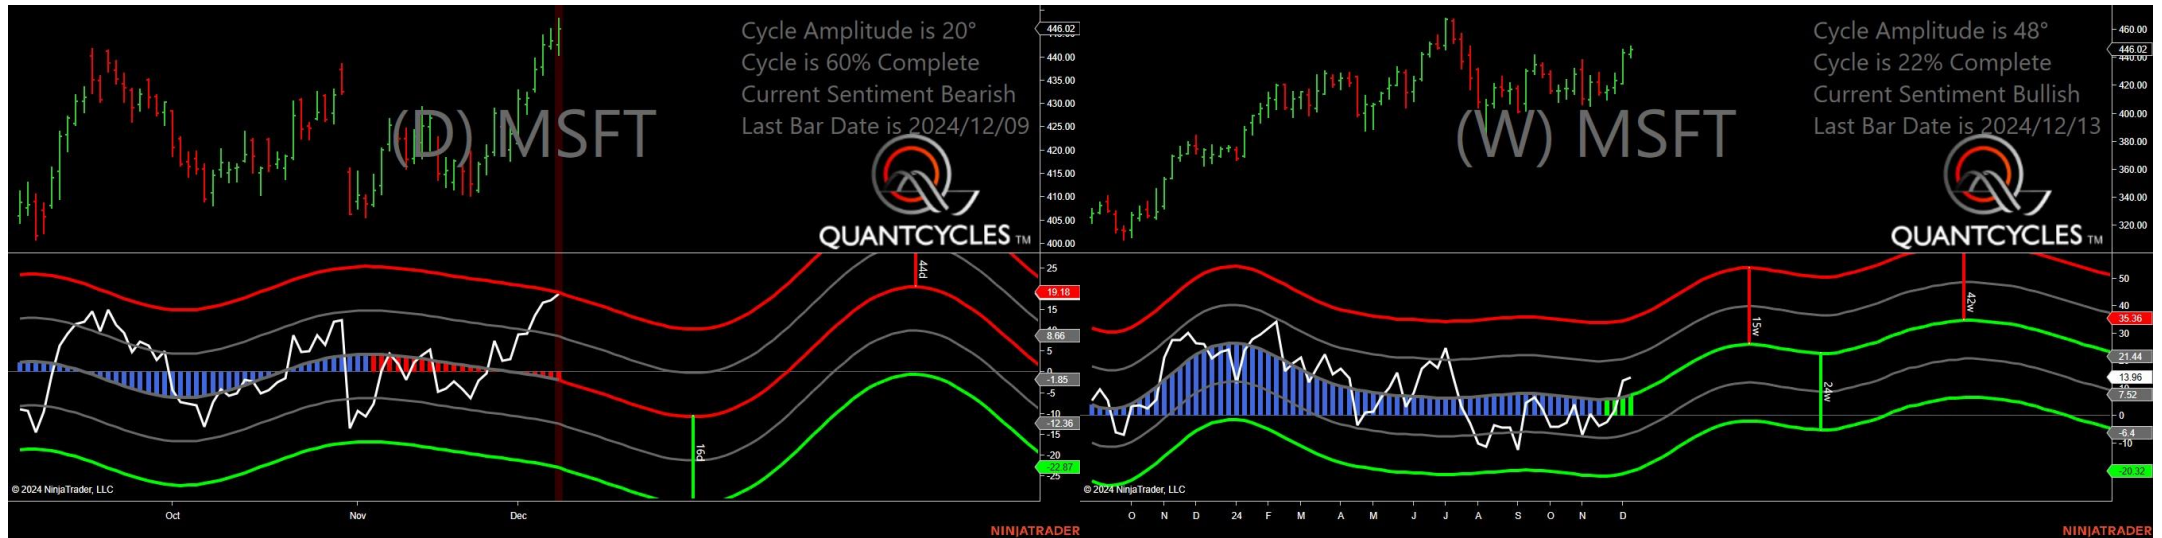 Cycle Amplitude is 20°
Cycle is 60% Complete
Current Sentiment Bearish
Last Bar Date is 2024/12/09
(D) MSFT
QUANTCYCLES TM
446.02
440.00
435.00
430.00
425.00
420.00
415.00
410.00
405.00
400.00
44d
16d
25
19.18
15
8.66
5
0
-1.85
-5
-10
-12.36
-15
-20
-22.87
-25
© 2024 NinjaTrader, LLC
Oct Nov Dec
NINJATRADER
Cycle Amplitude is 48°
Cycle is 22% Complete
Current Sentiment Bullish
Last Bar Date is 2024/12/13
(W) MSFT
QUANTCYCLES TM
460.00
446.02
440.00
420.00
400.00
380.00
360.00
340.00
320.00
15w
42w
24w
50
40
35.36
30
21.44
13.96
7.52
0
-6.4
-10
-20.32
© 2024 NinjaTrader, LLC
O N D 24 F M A M J J A S O N D
NINJATRADER